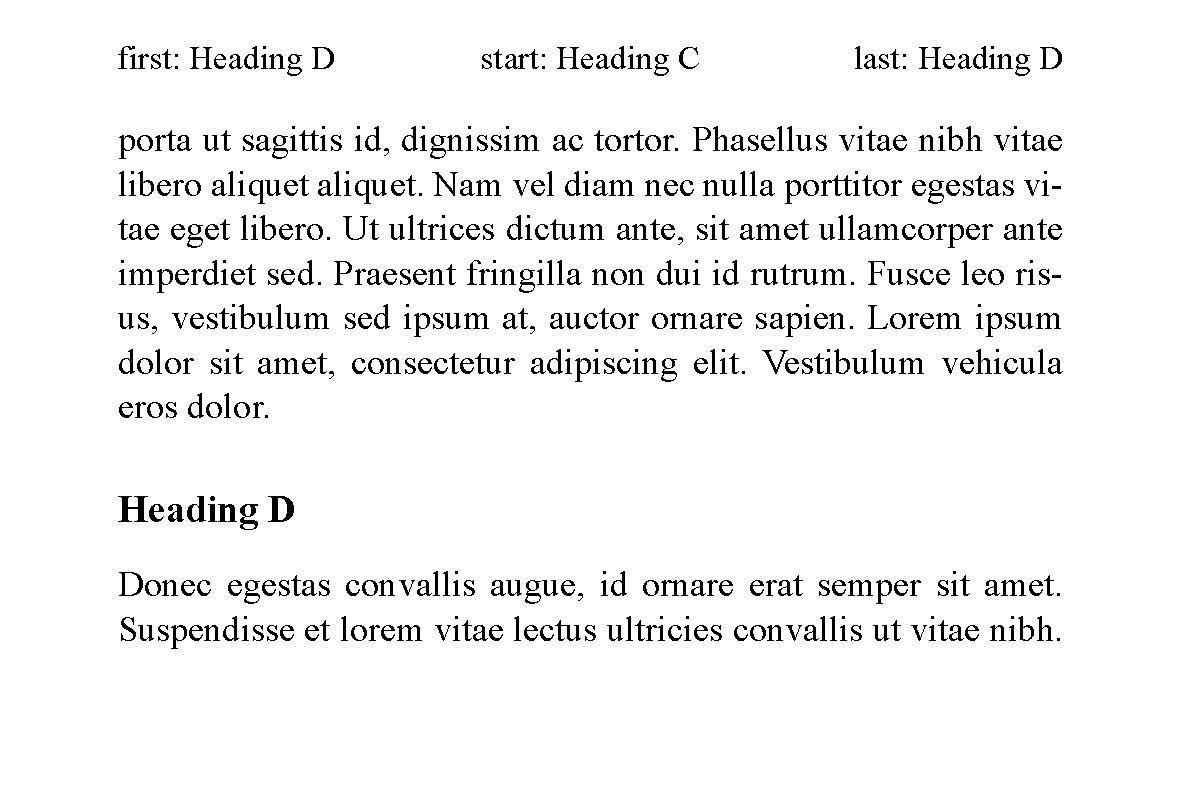 first: Heading D start: Heading C last: Heading D
porta ut sagittis id, dignissim ac tortor. Phasellus vitae nibh vitae
libero aliquet aliquet. Nam vel diam nec nulla porttitor egestas vi-
tae eget libero. Ut ultrices dictum ante, sit amet ullamcorper ante
imperdiet sed. Praesent fringilla non dui id rutrum. Fusce leo ris-
us, vestibulum sed ipsum at, auctor ornare sapien. Lorem ipsum
dolor sit amet, consectetur adipiscing elit. Vestibulum vehicula
eros dolor.
Heading D
Donec egestas convallis augue, id ornare erat semper sit amet.
Suspendisse et lorem vitae lectus ultricies convallis ut vitae nibh.